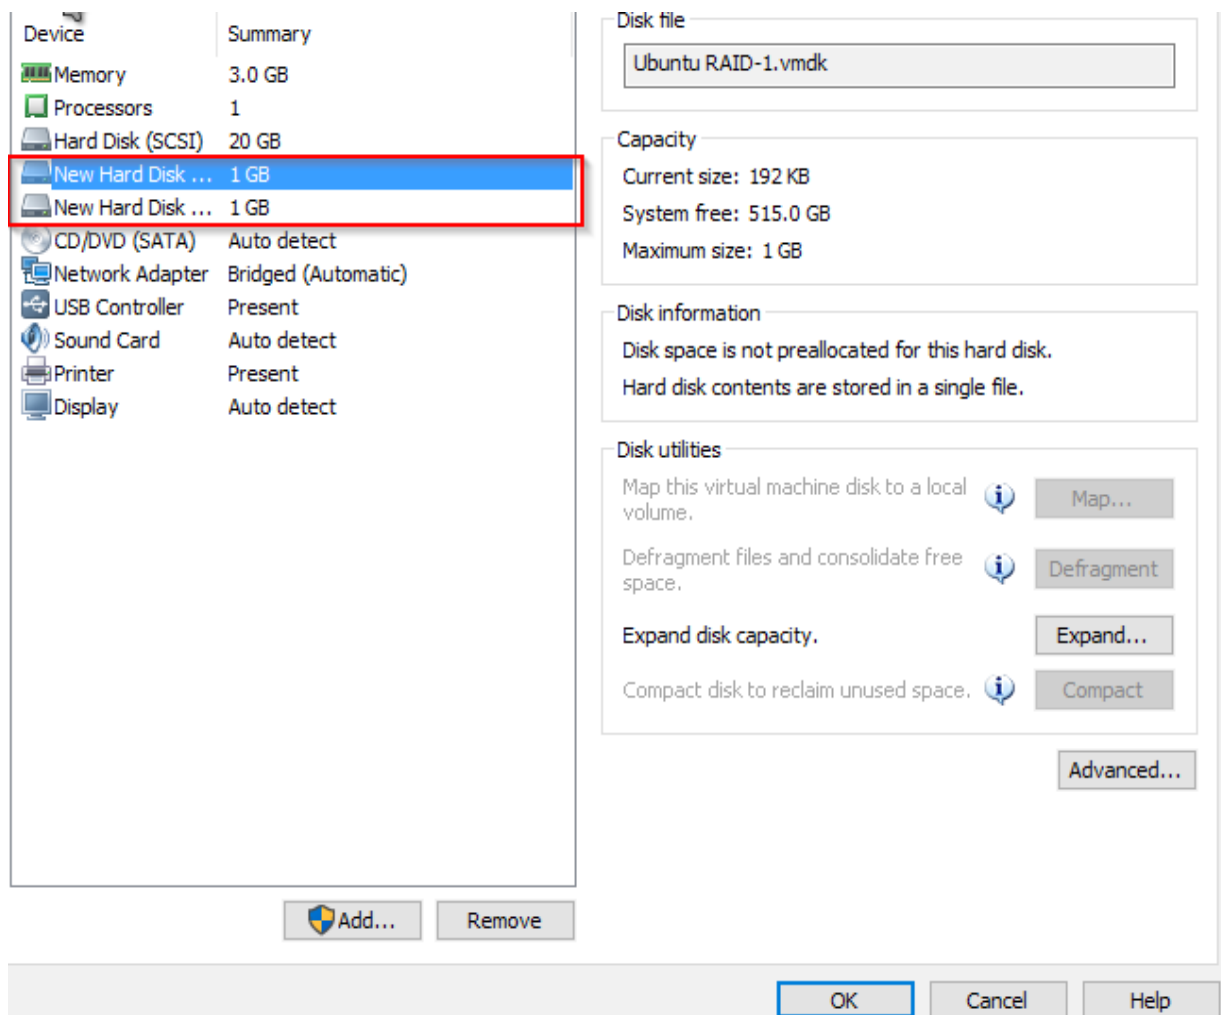 Device Summary
Memory 3.0 GB
Processors 1
Hard Disk (SCSI) 20 GB
New Hard Disk ... 1 GB
New Hard Disk ... 1 GB
CD/DVD (SATA) Auto detect
Network Adapter Bridged (Automatic)
USB Controller Present
Sound Card Auto detect
Printer Present
Display Auto detect
Add...
Remove
Disk file
Ubuntu RAID-1.vmdk
Capacity
Current size: 192 KB
System free: 515.0 GB
Maximum size: 1 GB
Disk information
Disk space is not preallocated for this hard disk.
Hard disk contents are stored in a single file.
Disk utilities
Map this virtual machine disk to a local
volume.
Map...
Defragment files and consolidate free
space.
Defragment
Expand disk capacity.
Expand...
Compact disk to reclaim unused space.
Compact
Advanced...
OK
Cancel
Help